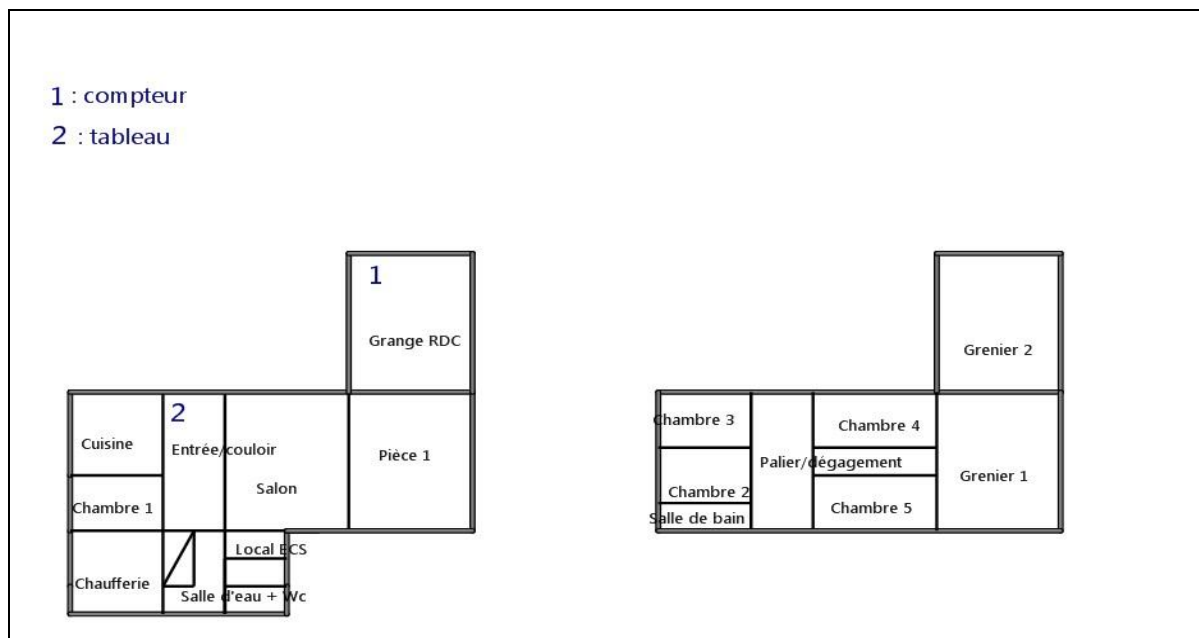 1 : compteur
2 : tableau
1
Grange RDC
2
Cuisine
Entrée/couloir
Salon
Pièce 1
Chambre 1
Local ECS
Chaufferie
Salle d'eau + Wc
Grenier 2
Chambre 3
Chambre 4
Palier/dégagement
Grenier 1
Chambre 2
Chambre 5
Salle de bain